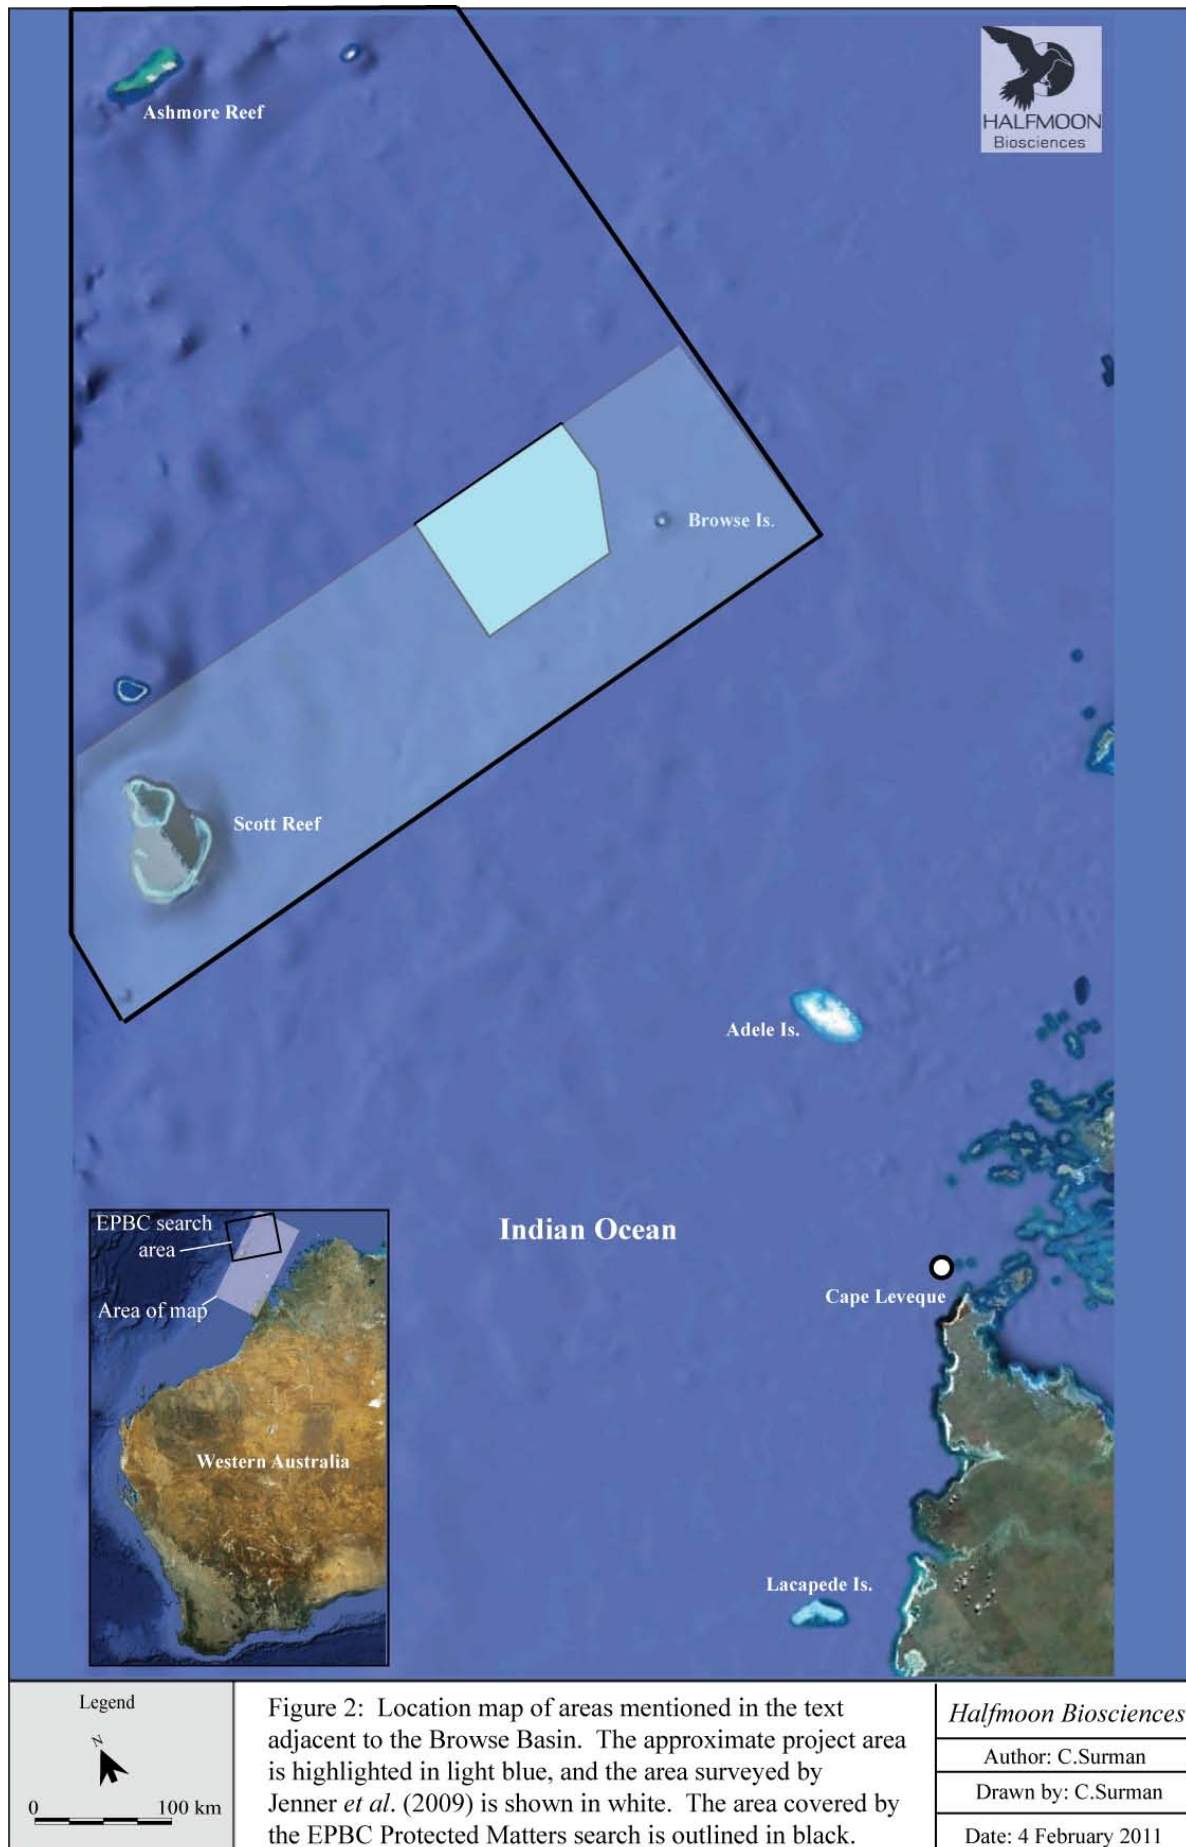 Ashmore Reef
HALFMOON
Biosciences
Browse Is.
Scott Reef
Adele Is.
EPBC search
area
Area of map
Indian Ocean
Cape Leveque
Western Australia
Lacapede Is.
Legend
N
0 100 km
Figure 2: Location map of areas mentioned in the text
adjacent to the Browse Basin. The approximate project area
is highlighted in light blue, and the area surveyed by
Jenner et al. (2009) is shown in white. The area covered by
the EPBC Protected Matters search is outlined in black.
Halfmoon Biosciences
Author: C.Surman
Drawn by: C.Surman
Date: 4 February 2011